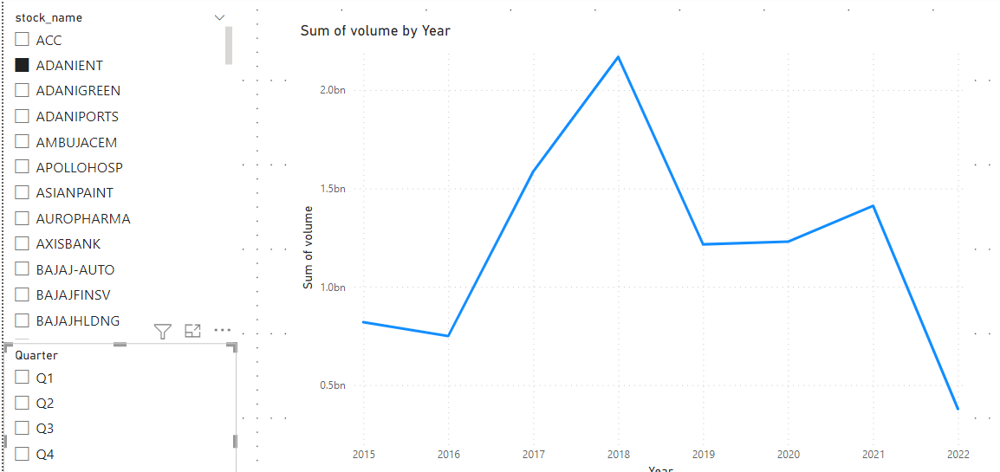 stock_name
ACC
ADANIENT
ADANIGREEN
ADANIPORTS
AMBUJACEM
APOLLOHOSP
ASIANPAINT
AUROPHARMA
AXISBANK
BAJAJ-AUTO
BAJAJFINSV
BAJAJHLDNG
Quarter
Q1
Q2
Q3
Q4
Sum of volume by Year
Sum of volume
2.0bn
1.5bn
1.0bn
0.5bn
2015 2016 2017 2018 2019 2020 2021 2022
Year